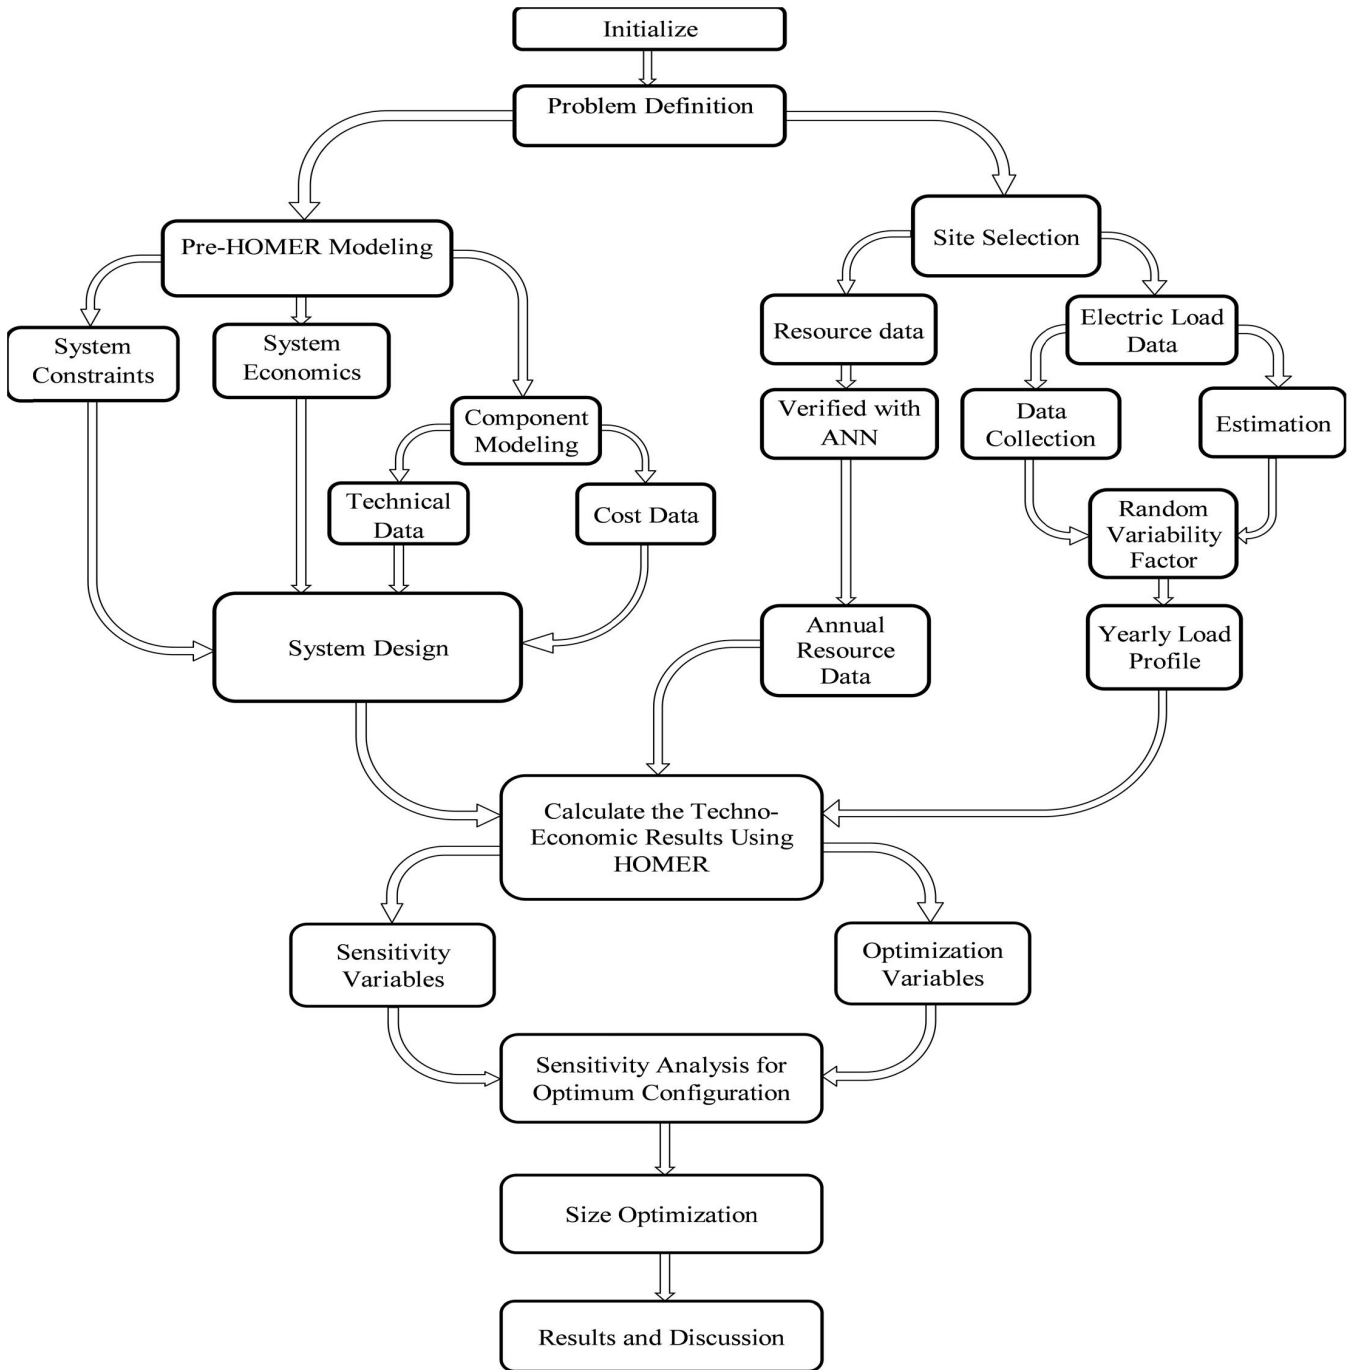 Initialize
Problem Definition
Pre-HOMER Modeling
Site Selection
System
Constraints
System
Economics
Component
Modeling
Technical
Data
Cost Data
System Design
Resource data
Verified with
ANN
Annual
Resource
Data
Electric Load
Data
Data
Collection
Estimation
Random
Variability
Factor
Yearly Load
Profile
Calculate the Techno-
Economic Results Using
HOMER
Sensitivity
Variables
Optimization
Variables
Sensitivity Analysis for
Optimum Configuration
Size Optimization
Results and Discussion